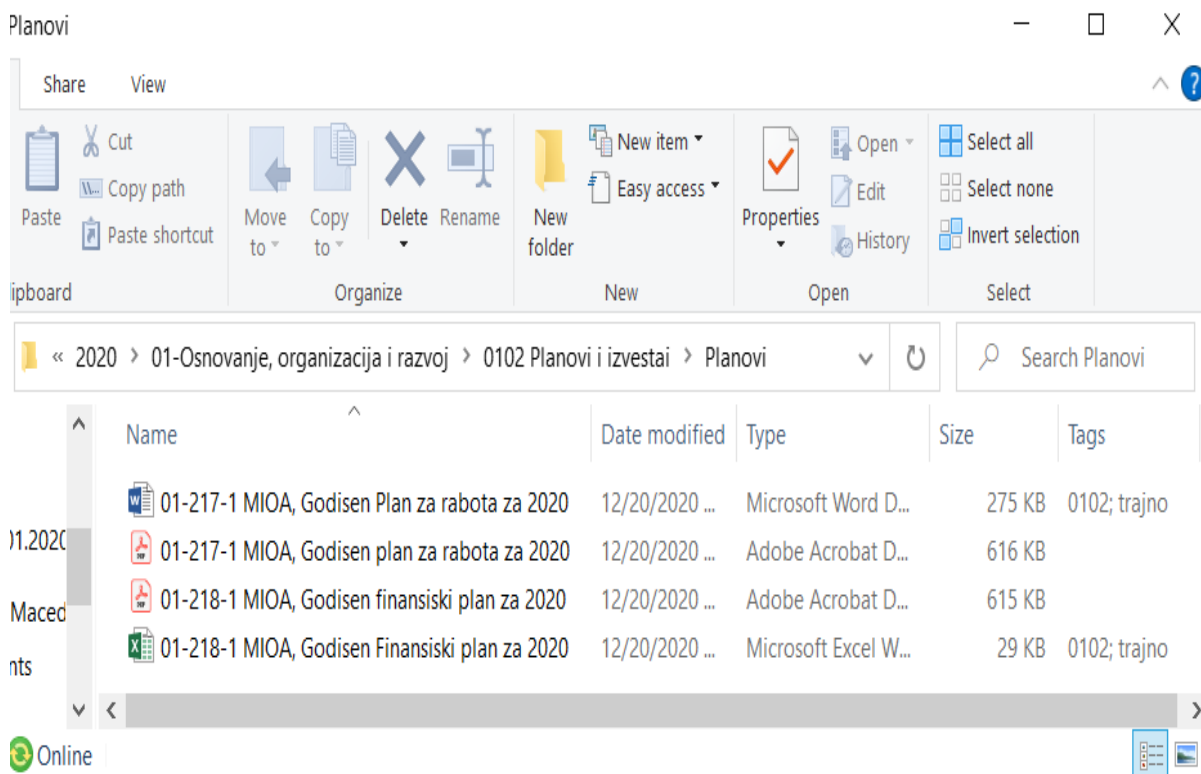 Planovi
Share View
Cut
Copy path
Paste shortcut
Paste
Move to
Copy to
Delete
Rename
New folder
New item
Easy access
Properties
Open
Edit
History
Select all
Select none
Invert selection
ipboard
Organize
New
Open
Select
« 2020 > 01-Osnovanje, organizacija i razvoj > 0102 Planovi i izvestai > Planovi
Search Planovi
Name Date modified Type Size Tags
01-217-1 MIOA, Godisen Plan za rabota za 2020 12/20/2020 ... Microsoft Word D... 275 KB 0102; trajno
01-217-1 MIOA, Godisen plan za rabota za 2020 12/20/2020 ... Adobe Acrobat D... 616 KB
01-218-1 MIOA, Godisen finansiski plan za 2020 12/20/2020 ... Adobe Acrobat D... 615 KB
01-218-1 MIOA, Godisen Finansiski plan za 2020 12/20/2020 ... Microsoft Excel W... 29 KB 0102; trajno
01.2020
Maced
nts
Online